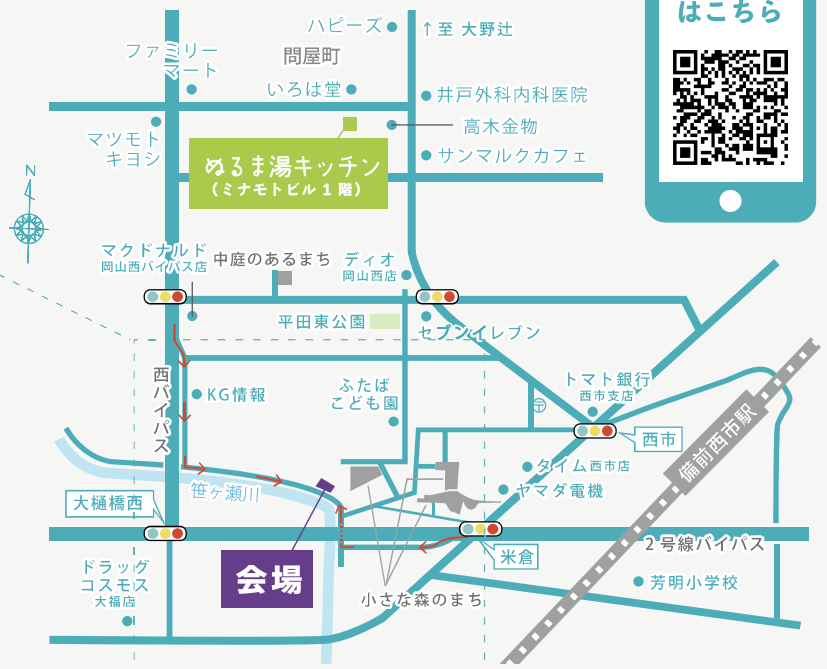 はこちら
ハピーズ
↑至 大野辻
ファミリー
マート
問屋町
いろは堂
井戸外科内科医院
マツモト
キヨシ
高木金物
サンマルクカフェ
ぬるま湯キッチン
(ミナモトビル1階)
N
マクドナルド
岡山西バイパス店
中庭のあるまち
ディオ
岡山西店
平田東公園
セブンイレブン
西バイパス
KG情報
ふたば
こども園
トマト銀行
西市支店
〒
西市
備前西市駅
タイム西市店
ヤマダ電機
笹ヶ瀬川
大樋橋西
米倉
2号線バイパス
ドラッグ
コスモス
大福店
会場
小さな森のまち
芳明小学校